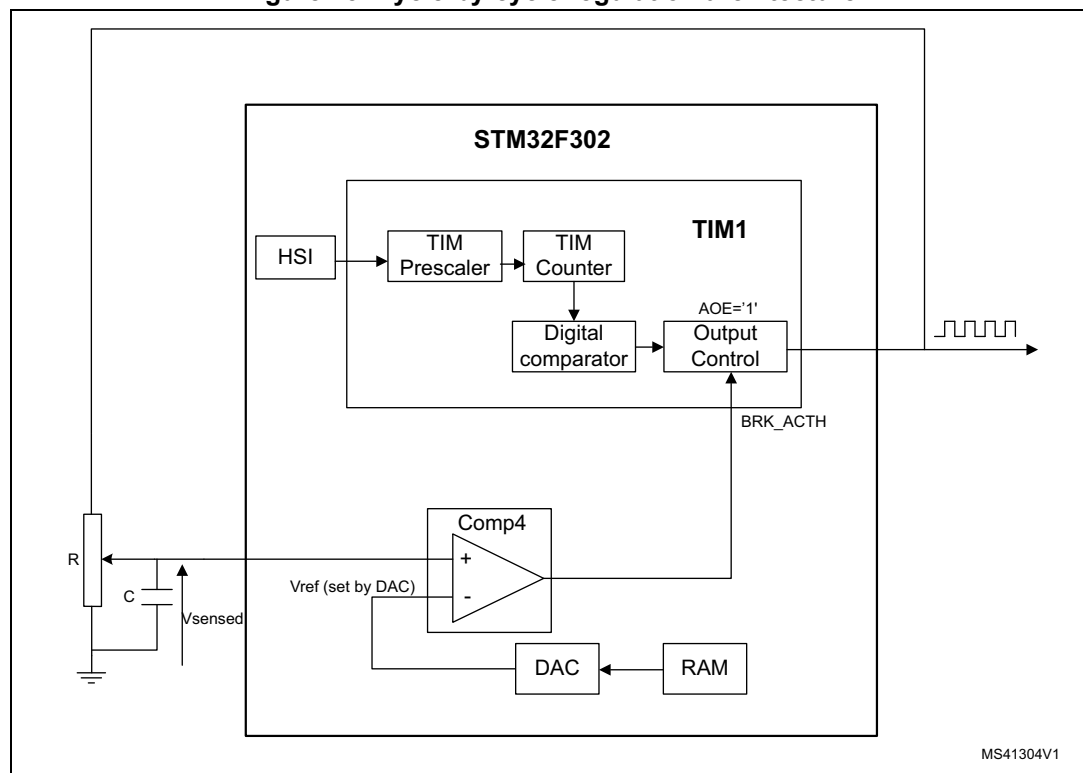 STM32F302
TIM1
HSI
TIM
Prescaler
TIM
Counter
AOE='1'
Digital
comparator
Output
Control
BRK_ACTH
Comp4
+
-
Vref (set by DAC)
R
C
Vsensed
DAC
RAM
MS41304V1